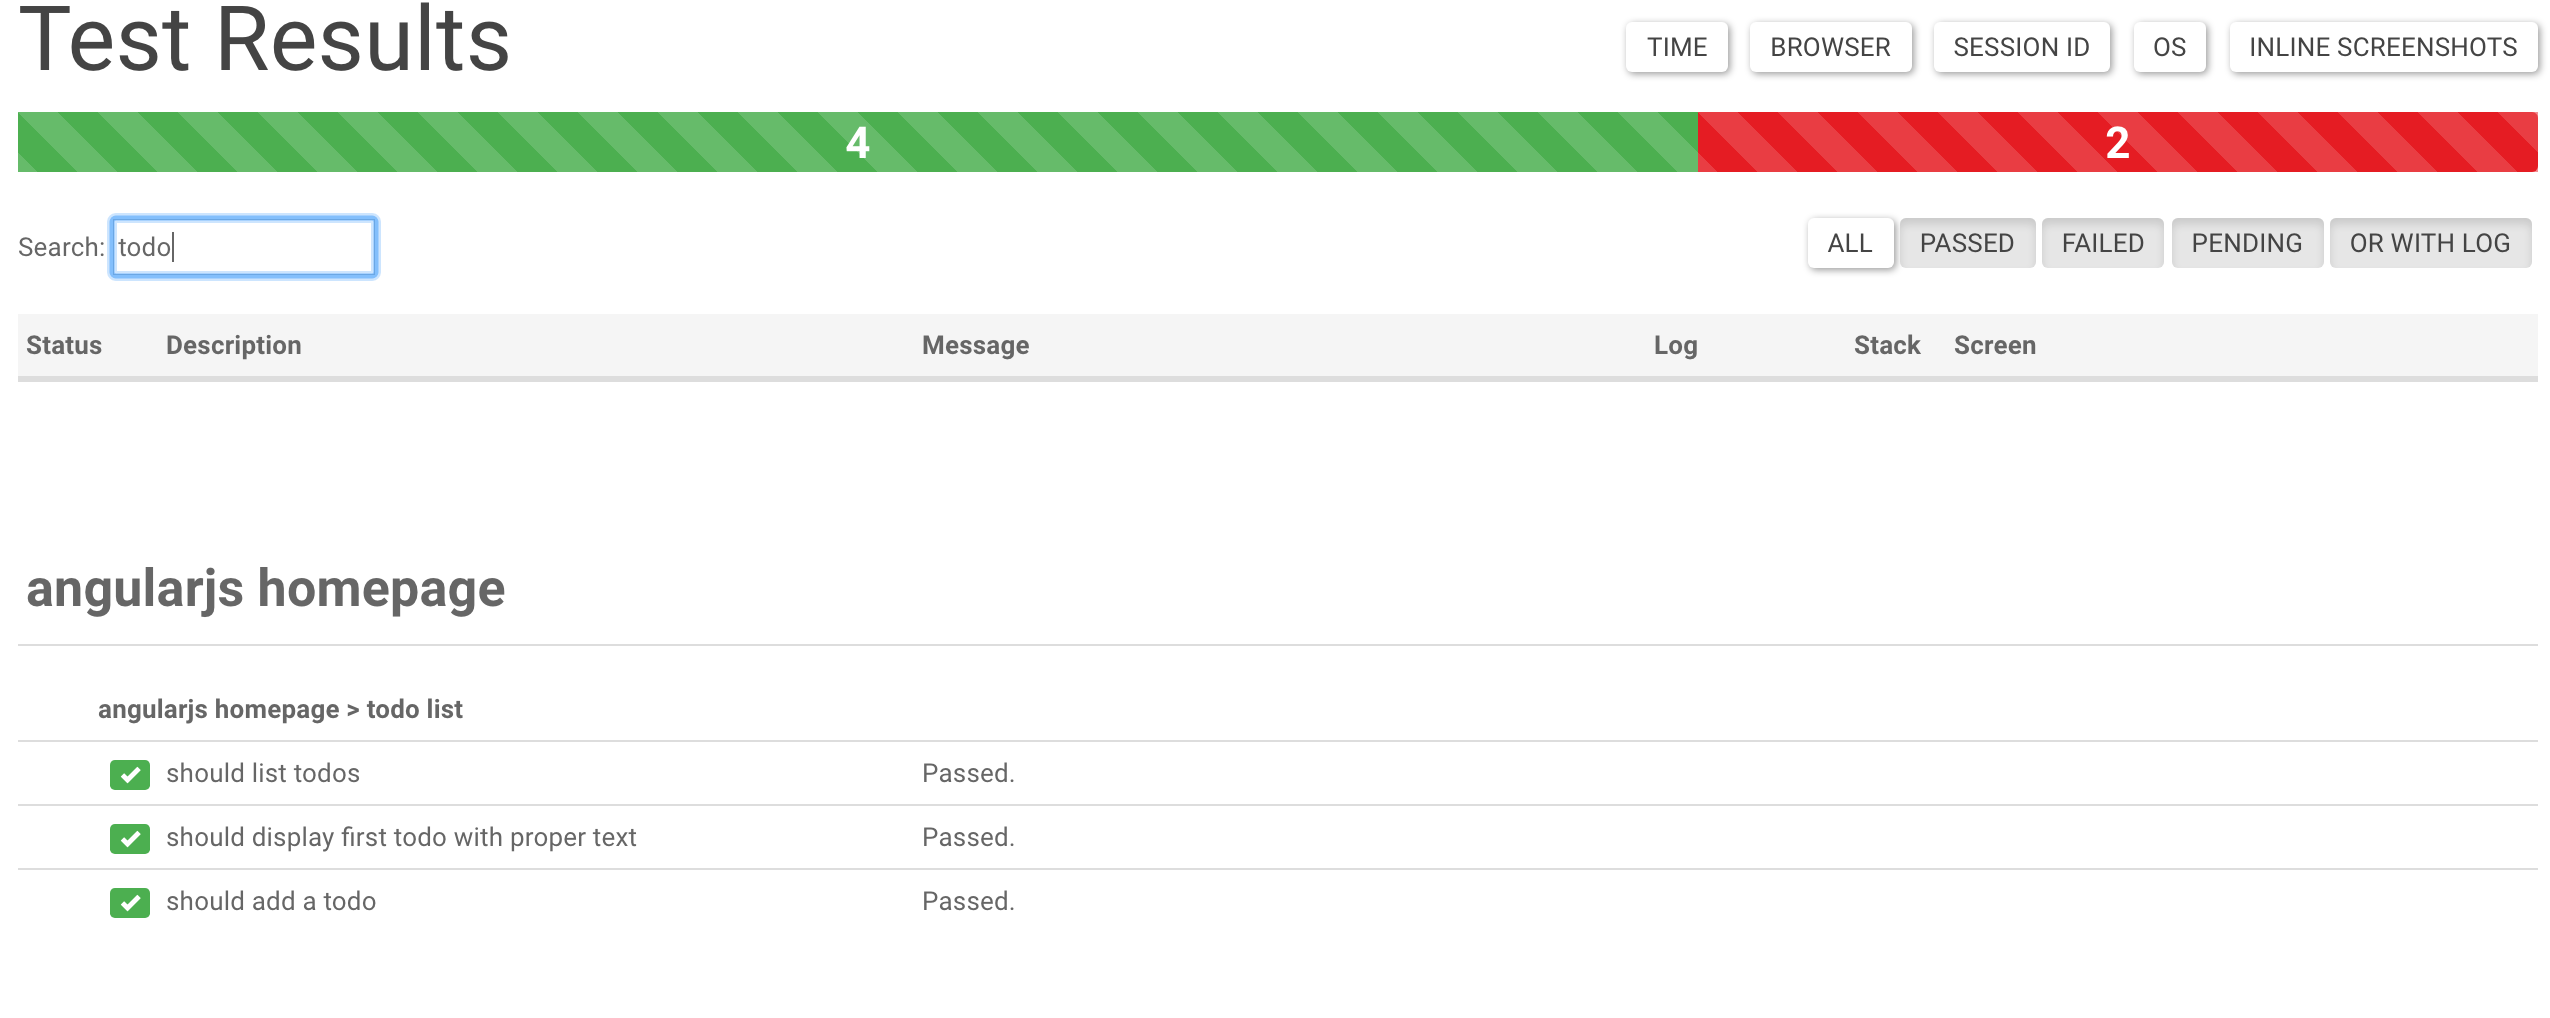 Test Results
TIME BROWSER SESSION ID OS INLINE SCREENSHOTS
4 2
Search: todo ALL PASSED FAILED PENDING OR WITH LOG
Status Description Message Log Stack Screen
angularjs homepage
angularjs homepage > todo list
should list todos Passed.
should display first todo with proper text Passed.
should add a todo Passed.